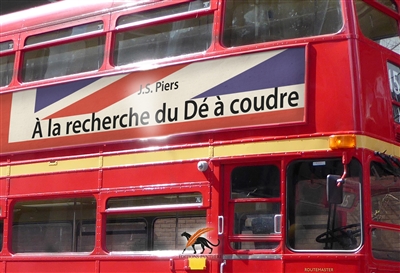 J.S. Piers
À la recherche du Dé à coudre
ROUTEMASTER